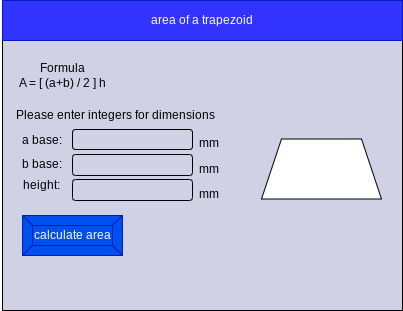 area of a trapezoid
Formula
A = [ (a+b) / 2 ] h
Please enter integers for dimensions
a base: mm
b base: mm
height: mm
calculate area